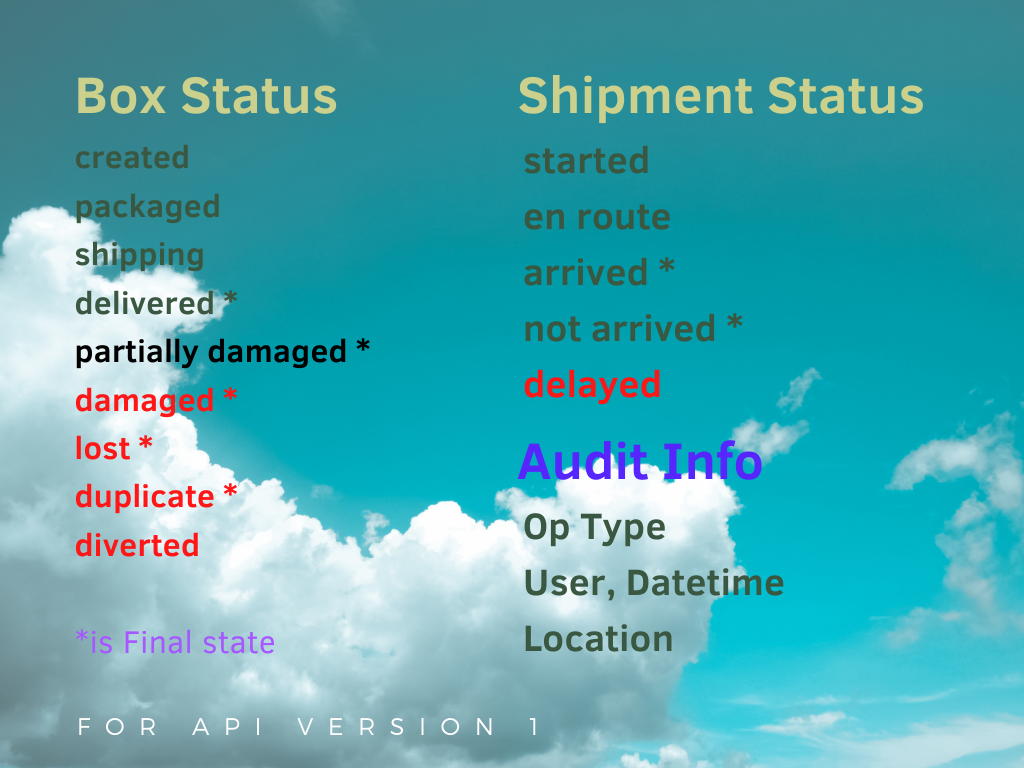 Box Status
created
packaged
shipping
delivered *
partially damaged *
damaged *
lost *
duplicate *
diverted
*is Final state
Shipment Status
started
en route
arrived *
not arrived *
delayed
Audit Info
Op Type
User, Datetime
Location
FOR API VERSION 1